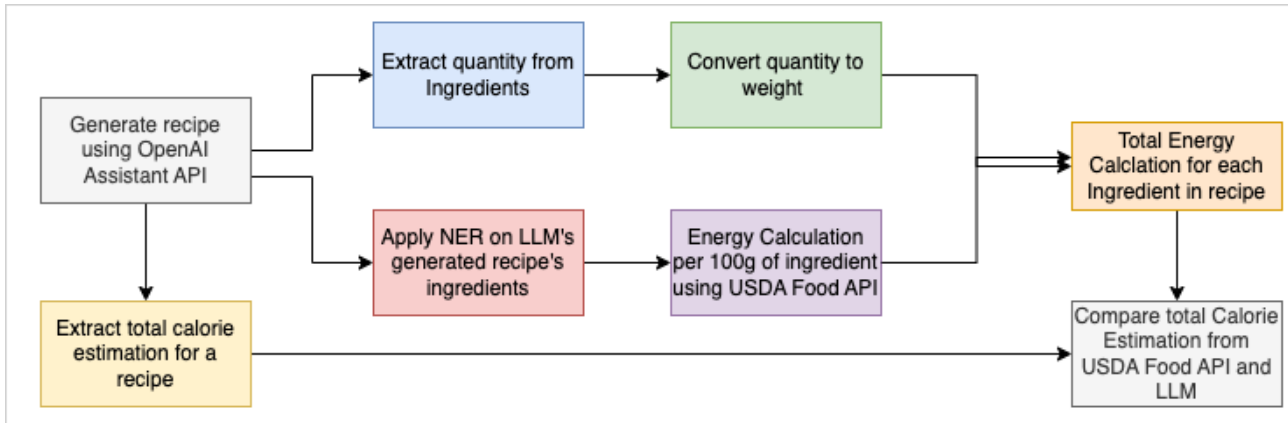 Generate recipe
using OpenAI
Assistant API
Extract quantity from
Ingredients
Convert quantity to
weight
Apply NER on LLM's
generated recipe's
ingredients
Energy Calculation
per 100g of ingredient
using USDA Food API
Total Energy
Calclation for each
Ingredient in recipe
Extract total calorie
estimation for a
recipe
Compare total Calorie
Estimation from
USDA Food API and
LLM